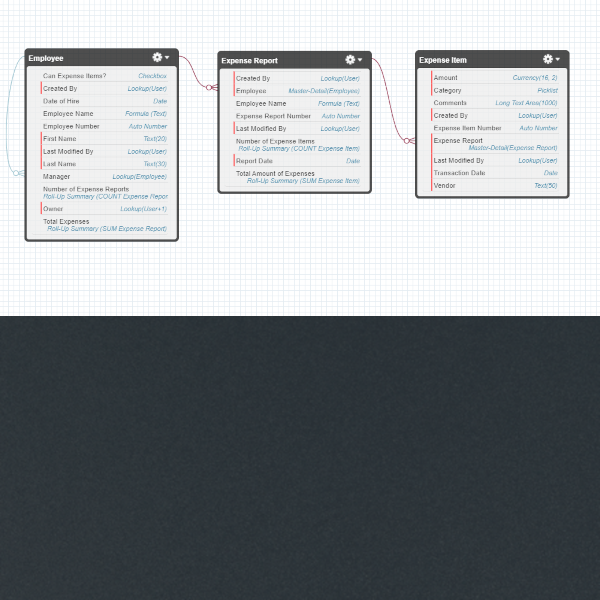 Employee
Can Expense Items? Checkbox
Created By Lookup(User)
Date of Hire Date
Employee Name Formula (Text)
Employee Number Auto Number
First Name Text(20)
Last Modified By Lookup(User)
Last Name Text(30)
Manager Lookup(Employee)
Number of Expense Reports
Roll-Up Summary (COUNT Expense Repor
Owner Lookup(User+1)
Total Expenses
Roll-Up Summary (SUM Expense Report)
Expense Report
Created By Lookup(User)
Employee Master-Detail(Employee)
Employee Name Formula (Text)
Expense Report Number Auto Number
Last Modified By Lookup(User)
Number of Expense Items
Roll-Up Summary (COUNT Expense Item)
Report Date Date
Total Amount of Expenses
Roll-Up Summary (SUM Expense Item)
Expense Item
Amount Currency(16, 2)
Category Picklist
Comments Long Text Area(1000)
Created By Lookup(User)
Expense Item Number Auto Number
Expense Report
Master-Detail(Expense Report)
Last Modified By Lookup(User)
Transaction Date Date
Vendor Text(50)